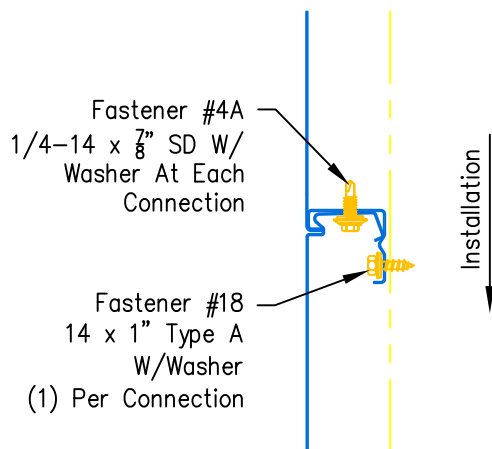 Fastener #4A
1/4-14 x 7/8" SD W/
Washer At Each
Connection
Installation
Fastener #18
14 x 1" Type A
W/Washer
(1) Per Connection